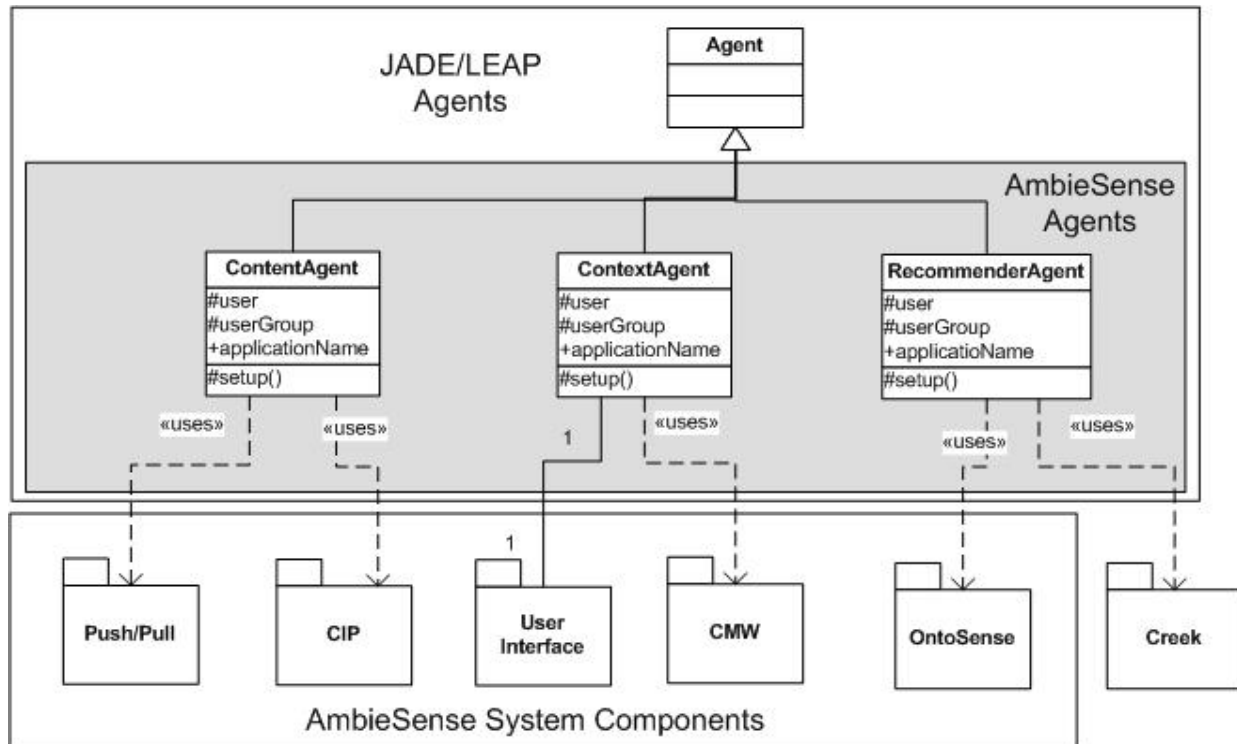 JADE/LEAP
Agents
Agent
AmbieSense
Agents
ContentAgent
#user
#userGroup
+applicationName
#setup()
ContextAgent
#user
#userGroup
+applicationName
#setup()
RecommenderAgent
#user
#userGroup
+applicatioName
#setup()
«uses»
«uses»
1
«uses»
«uses»
«uses»
1
Push/Pull
CIP
User
Interface
CMW
OntoSense
Creek
AmbieSense System Components